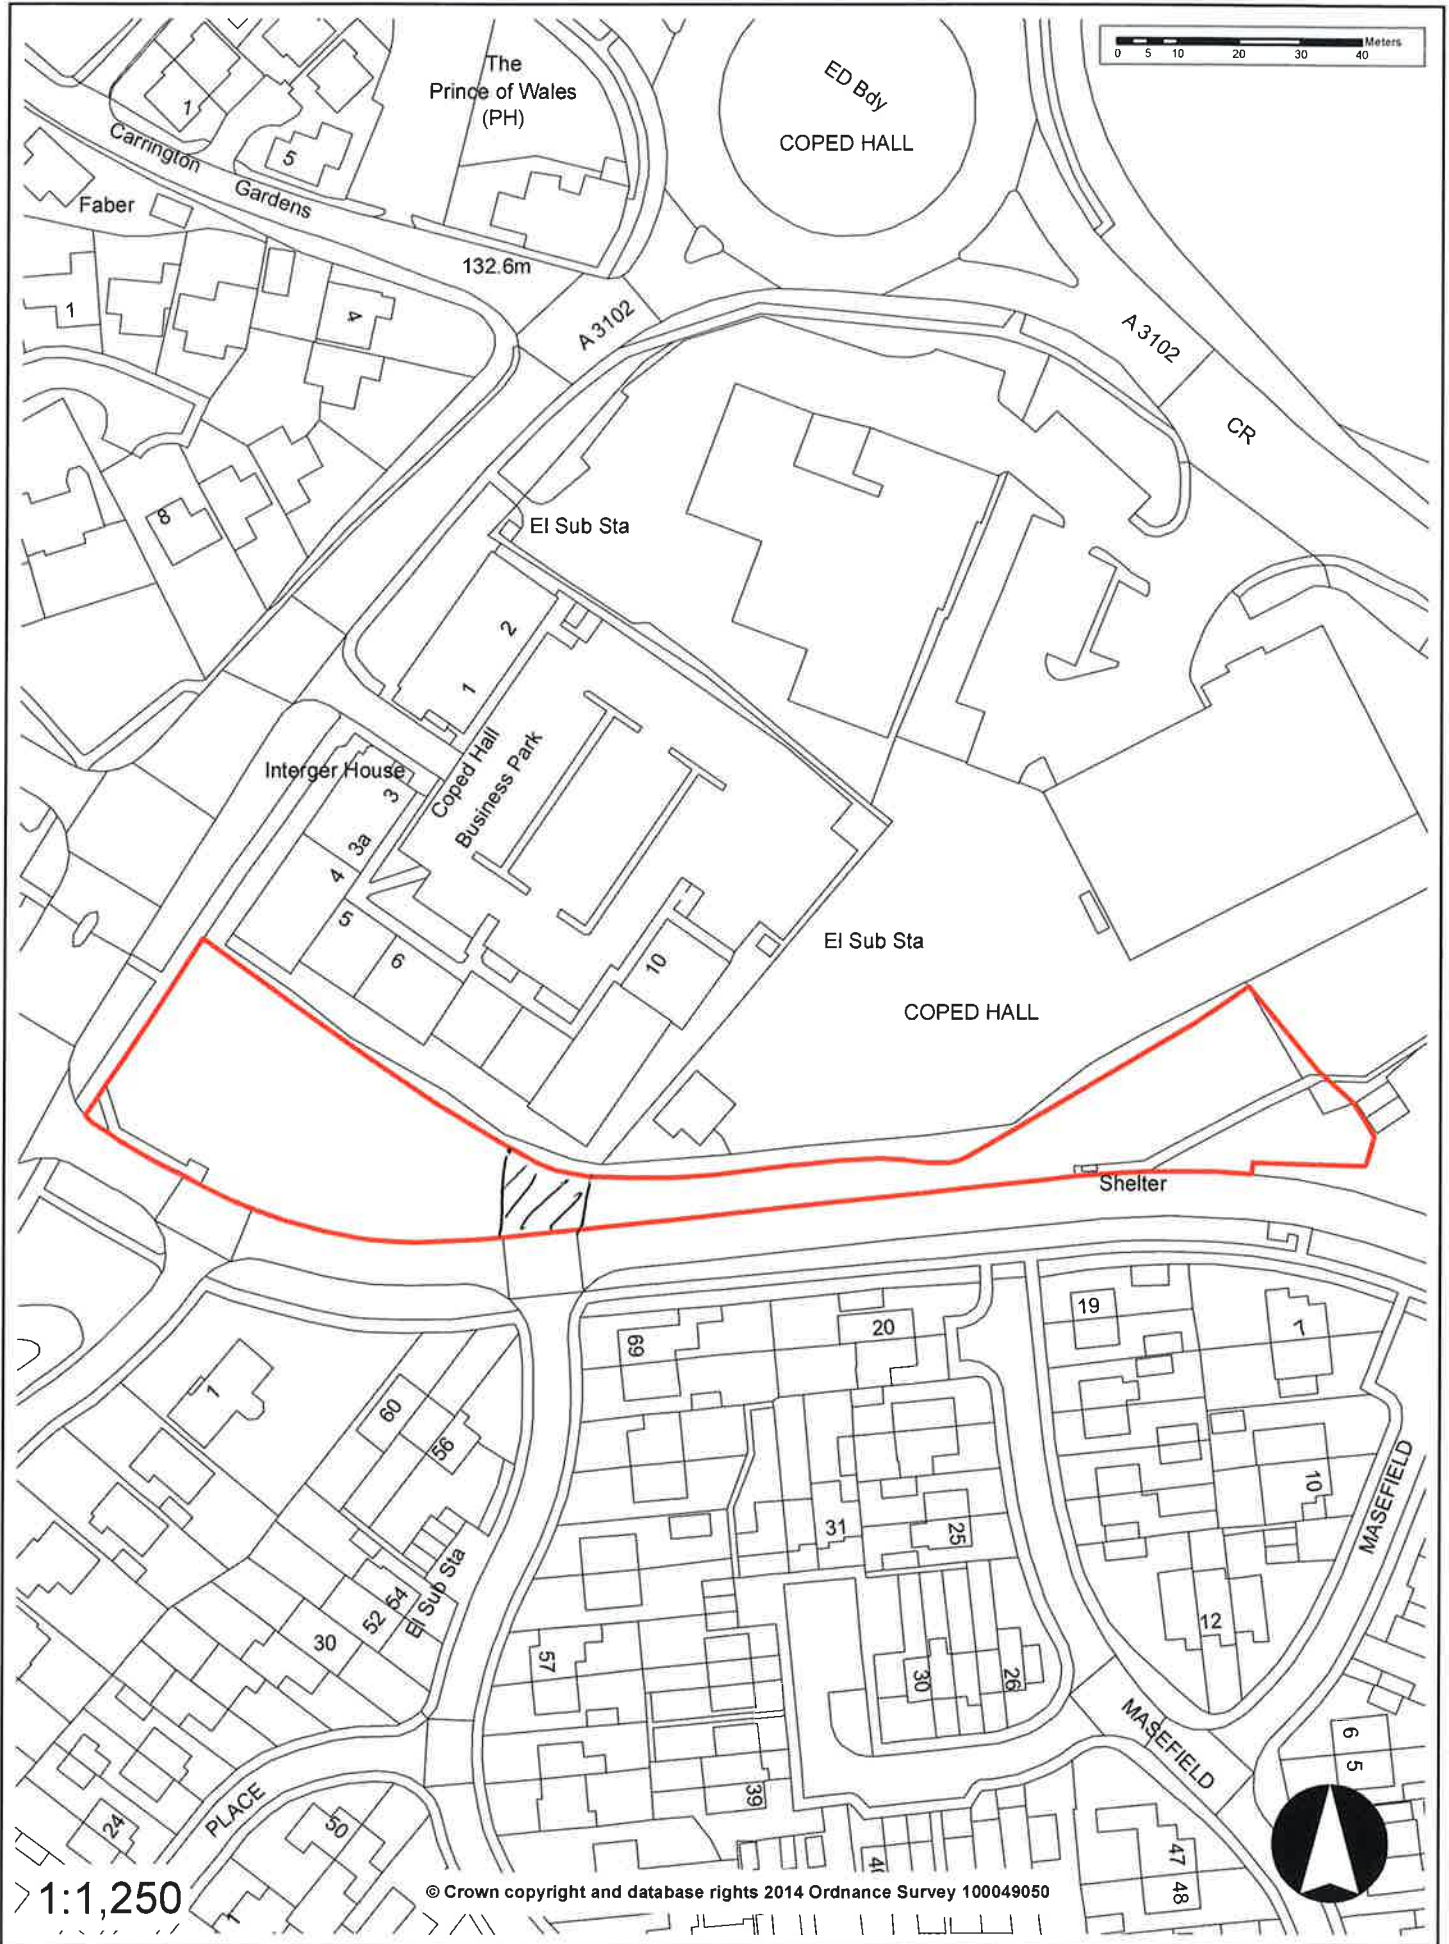 Meters
0 5 10 20 30 40
The
Prince of Wales
(PH)
ED Bdy
COPED HALL
1
Carrington
Gardens
5
Faber
132.6m
A 3102
A 3102
1
4
CR
8
El Sub Sta
2
1
Coped Hall
Business Park
Interger House
3
3a
4
5
6
10
El Sub Sta
COPED HALL
Shelter
19
7
69
20
1
60
56
10
MASEFIELD
31
25
El Sub Sta
64
52
30
12
57
30
26
MASEFIELD
6
5
39
PLACE
24
50
47
48
1
1:1,250
© Crown copyright and database rights 2014 Ordnance Survey 100049050